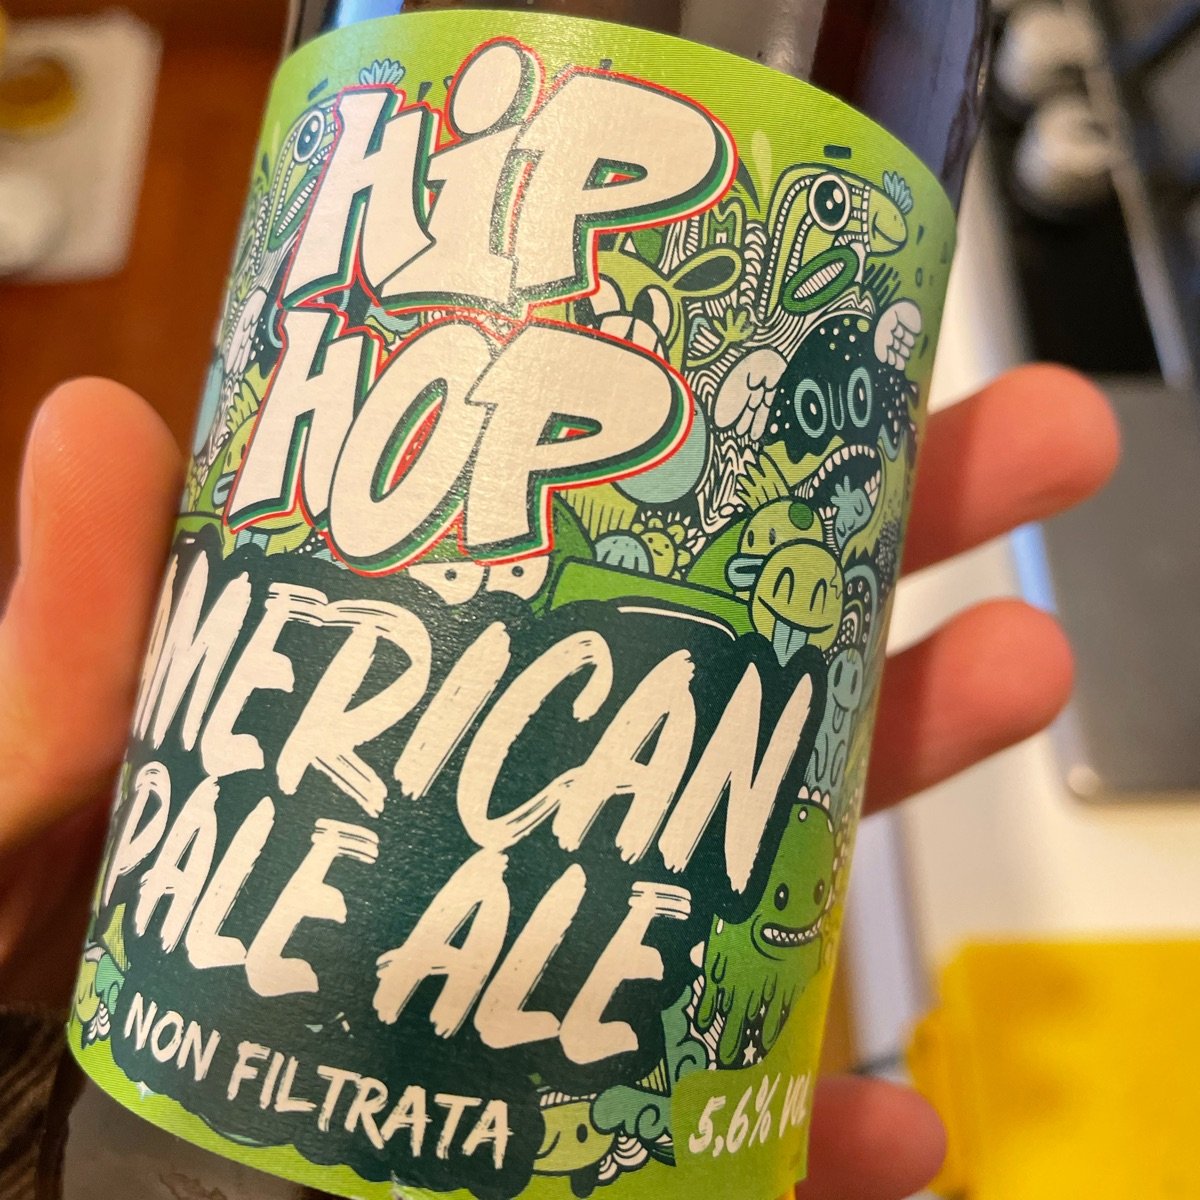 HiP
HOP
AMERICAN
PALE ALE
NON FILTRATA
5,6% VOL